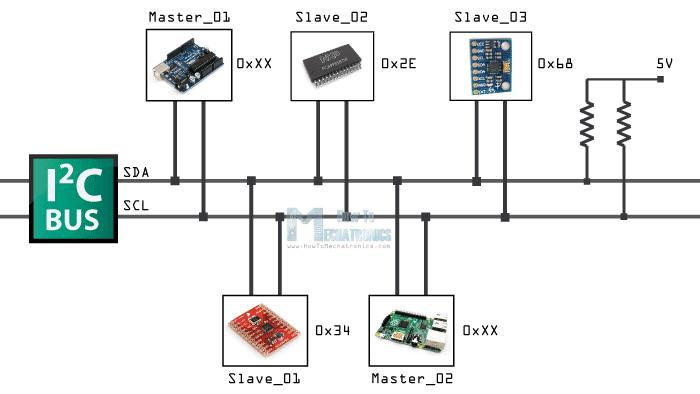 Master_01
Slave_02
Slave_03
0xXX
0x2E
0x68
5V
I²C
BUS
SDA
SCL
How To
Mechatronics
www.HowToMechatronics.com
0x34
0xXX
Slave_01
Master_02